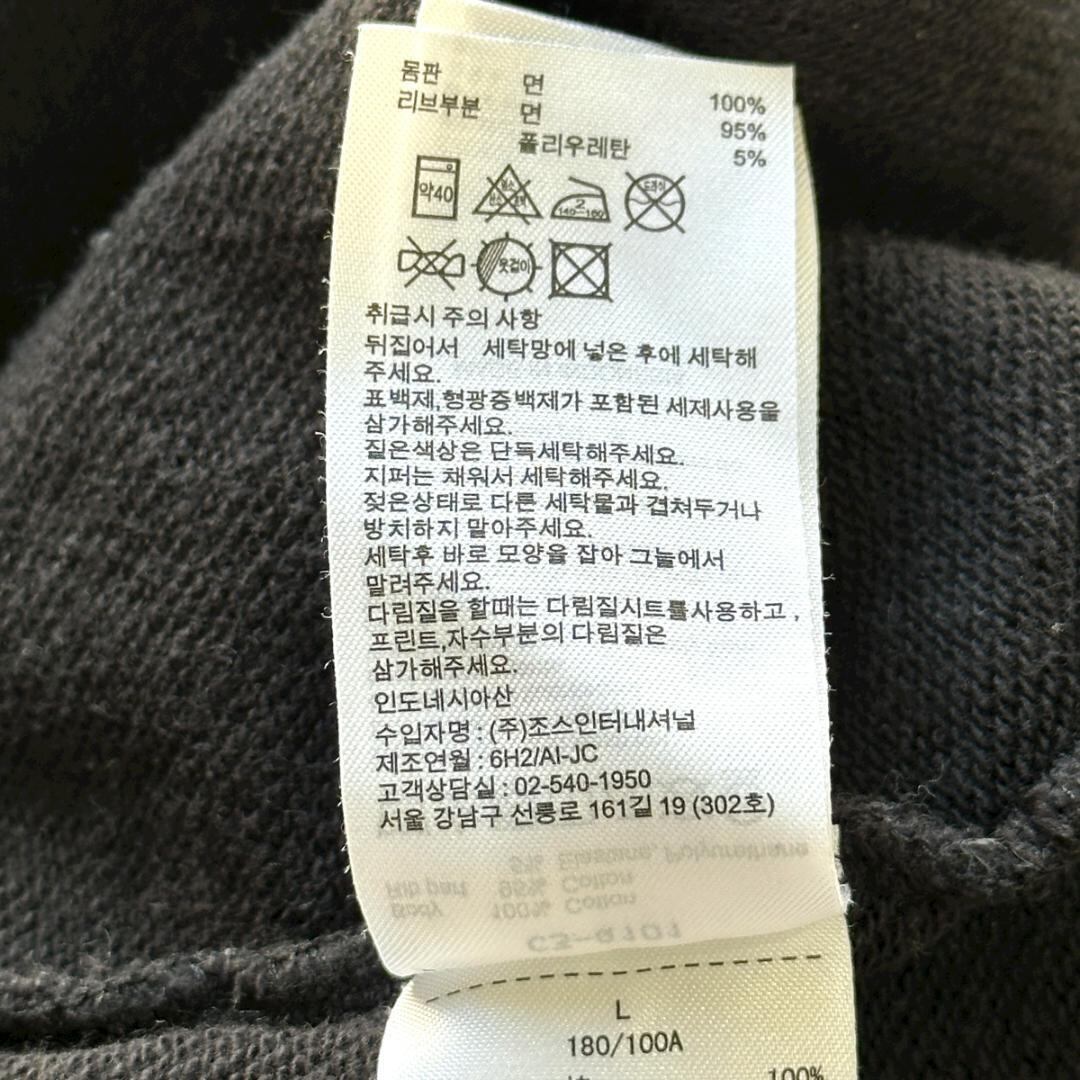 몸판 면 100%
리브부분 면 95%
폴리우레탄 5%
약40
2
140~160
드라이
옷걸이
취급시 주의 사항
뒤집어서 세탁망에 넣은 후에 세탁해
주세요.
표백제,형광증백제가 포함된 세제사용을
삼가해주세요.
짙은색상은 단독세탁해주세요.
지퍼는 채워서 세탁해주세요.
젖은상태로 다른 세탁물과 겹쳐두거나
방치하지 말아주세요.
세탁후 바로 모양을 잡아 그늘에서
말려주세요.
다림질을 할때는 다림질시트를사용하고,
프린트,자수부분의 다림질은
삼가해주세요.
인도네시아산
수입자명 : (주)조스인터내셔널
제조연월 : 6H2/AI-JC
고객상담실 : 02-540-1950
서울 강남구 선릉로 161길 19 (302호)
5% Elastane, Polyurethane
Rib part 95% Cotton
Body 100% Cotton
L
180/100A
100%